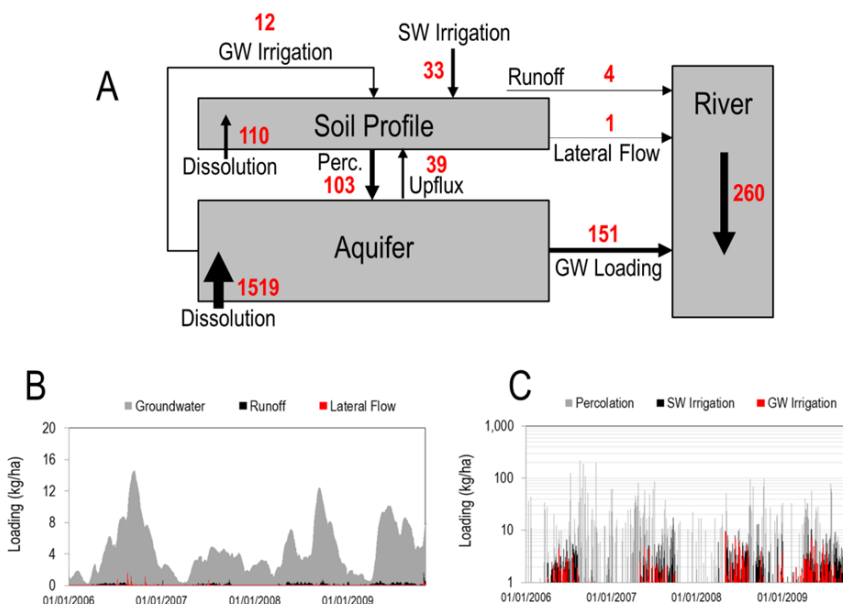 12
GW Irrigation
SW Irrigation
33
Runoff 4
A
River
Soil Profile
110
Dissolution
1
Lateral Flow
Perc.
103
39
Upflux
260
Aquifer
151
GW Loading
1519
Dissolution
B
Groundwater Runoff Lateral Flow
Loading (kg/ha)
20
16
12
8
4
0
01/01/2006 01/01/2007 01/01/2008 01/01/2009
C
Percolation SW Irrigation GW Irrigation
Loading (kg/ha)
1,000
100
10
1
01/01/2006 01/01/2007 01/01/2008 01/01/2009